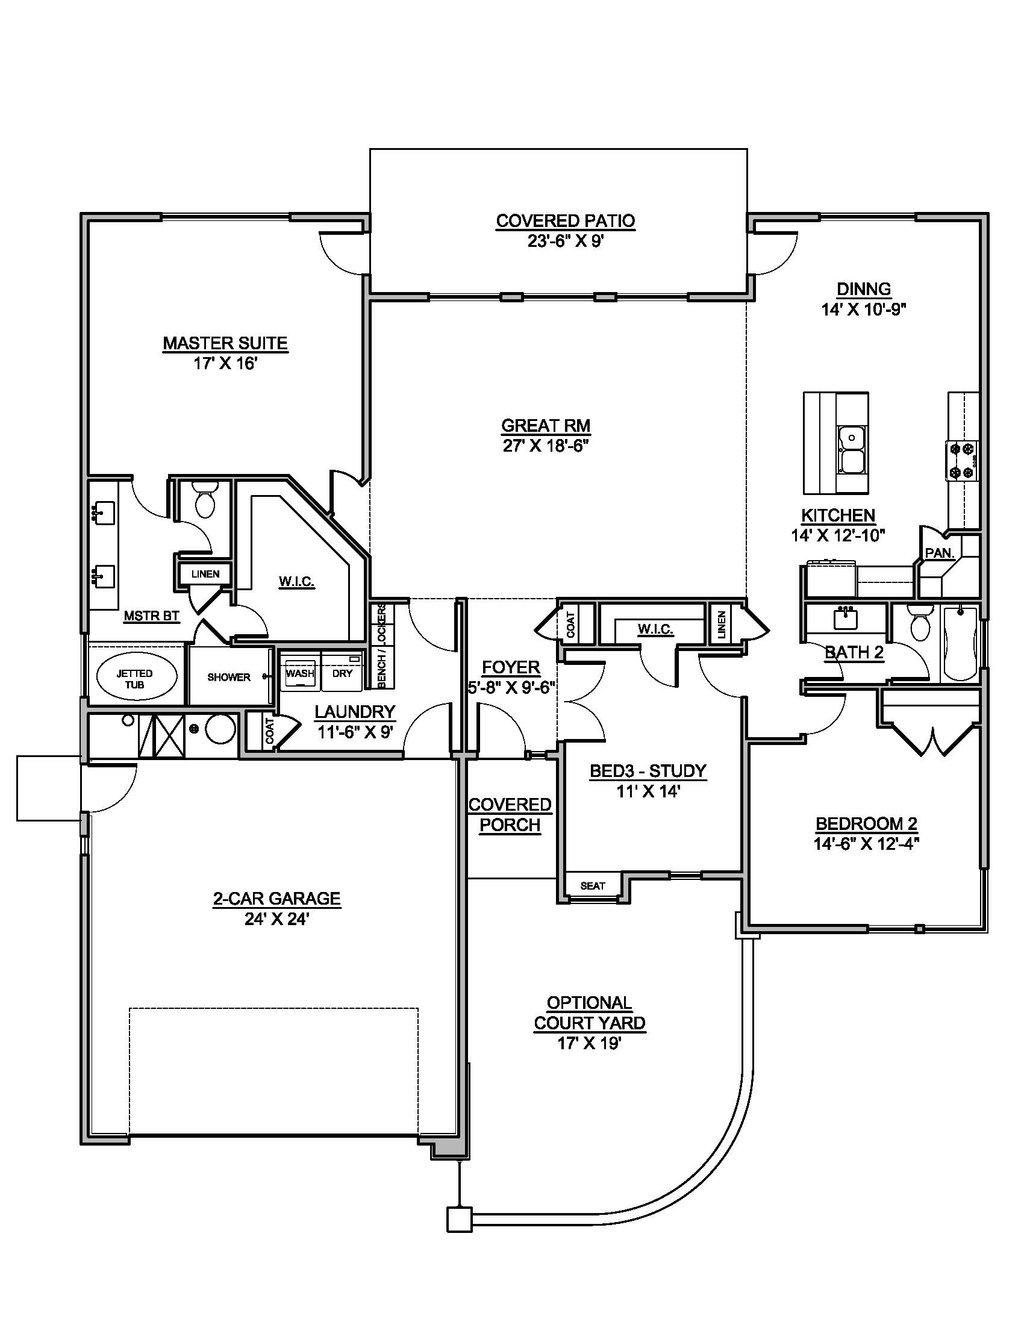 COVERED PATIO
23'-6" X 9'
DINNG
14' X 10'-9"
MASTER SUITE
17' X 16'
GREAT RM
27' X 18'-6"
KITCHEN
14' X 12'-10"
PAN.
LINEN
W.I.C.
MSTR BT
BENCH / LOCKERS
COAT
W.I.C.
LINEN
BATH 2
JETTED
TUB
SHOWER
WASH
DRY
FOYER
5'-8" X 9'-6"
LAUNDRY
11'-6" X 9'
COAT
BED3 - STUDY
11' X 14'
COVERED
PORCH
BEDROOM 2
14'-6" X 12'-4"
SEAT
2-CAR GARAGE
24' X 24'
OPTIONAL
COURT YARD
17' X 19'